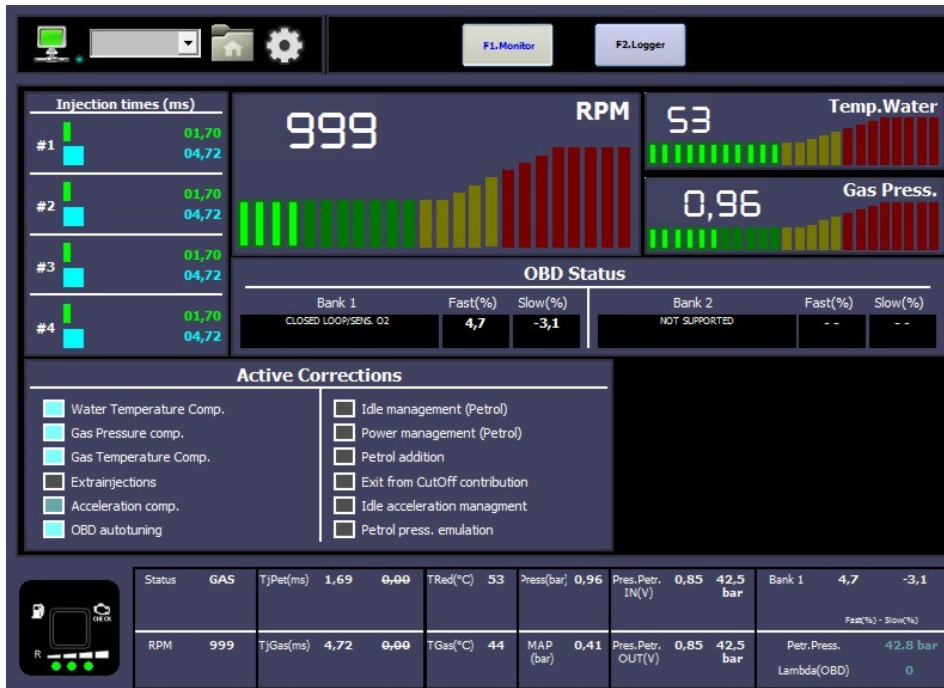 F1.Monitor
F2.Logger
Injection times (ms)
#1
01,70
04,72
#2
01,70
04,72
#3
01,70
04,72
#4
01,70
04,72
RPM
999
Temp.Water
53
Gas Press.
0,96
OBD Status
Bank 1 Fast(%) Slow(%) Bank 2 Fast(%) Slow(%)
CLOSED LOOP/SENS. O2 4,7 -3,1 NOT SUPPORTED - - - -
Active Corrections
Water Temperature Comp.
Gas Pressure comp.
Gas Temperature Comp.
Extrainjections
Acceleration comp.
OBD autotuning
Idle management (Petrol)
Power management (Petrol)
Petrol addition
Exit from CutOff contribution
Idle acceleration managment
Petrol press. emulation
CHECK
R
Status GAS TjPet(ms) 1,69 0,00 TRed(°C) 53 Press(bar) 0,96 Pres.Petr. 0,85 42,5 Bank 1 4,7 -3,1
IN(V) bar
Fast(%) - Slow(%)
RPM 999 TjGas(ms) 4,72 0,00 TGas(°C) 44 MAP 0,41 Pres.Petr. 0,85 42,5 Petr.Press. 42.8 bar
(bar) OUT(V) bar
Lambda(OBD) 0